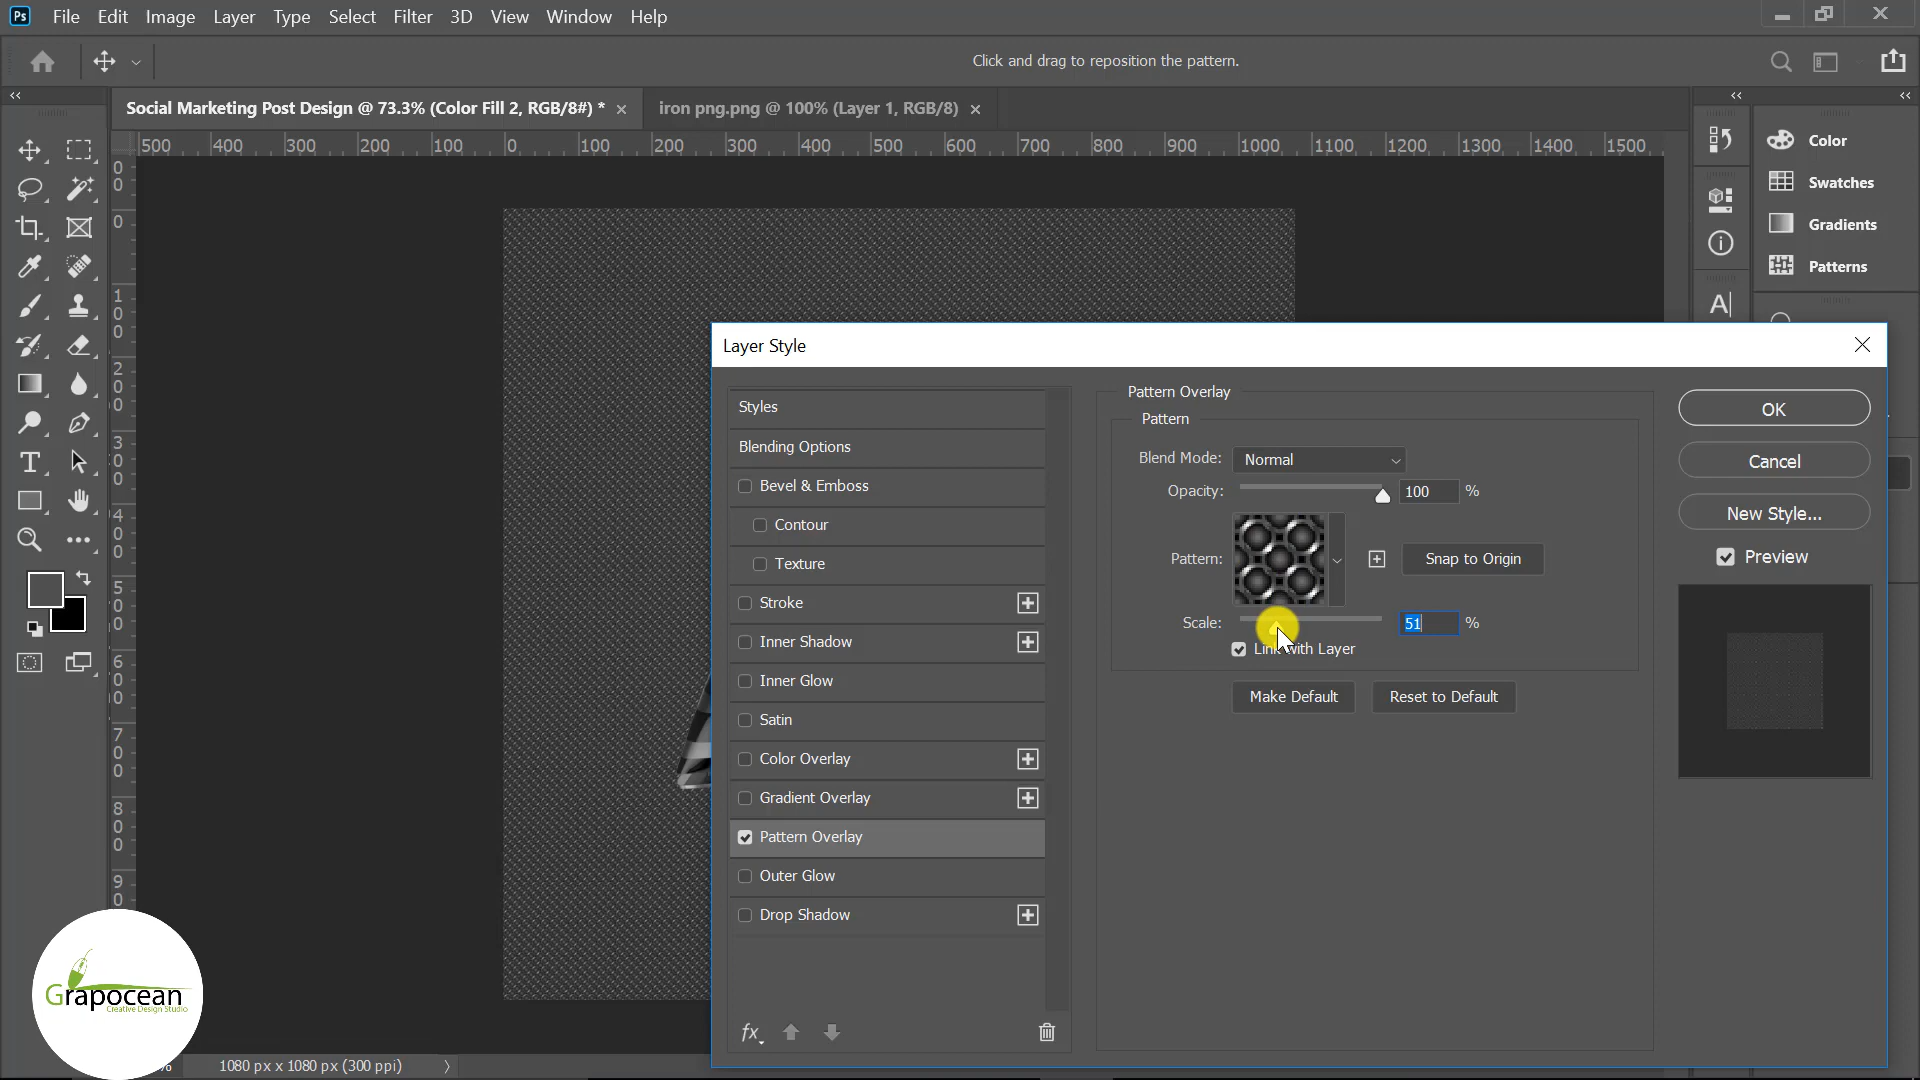 Ps File Edit Image Layer Type Select Filter 3D View Window Help
Click and drag to reposition the pattern.
Social Marketing Post Design @ 73.3% (Color Fill 2, RGB/8#) *
iron png.png @ 100% (Layer 1, RGB/8)
500 400 300 200 100 0 100 200 300 400 500 600 700 800 900 1000 1100 1200 1300 1400 1500
Color
Swatches
Gradients
Patterns
Layer Style
Styles
Blending Options
Bevel & Emboss
Contour
Texture
Stroke
Inner Shadow
Inner Glow
Satin
Color Overlay
Gradient Overlay
Pattern Overlay
Outer Glow
Drop Shadow
fx
Pattern Overlay
Pattern
Blend Mode: Normal
Opacity: 100 %
Pattern: Snap to Origin
Scale: 51 %
Link with Layer
Make Default Reset to Default
OK
Cancel
New Style...
Preview
Grapocean
Creative Design Studio
% 1080 px x 1080 px (300 ppi)